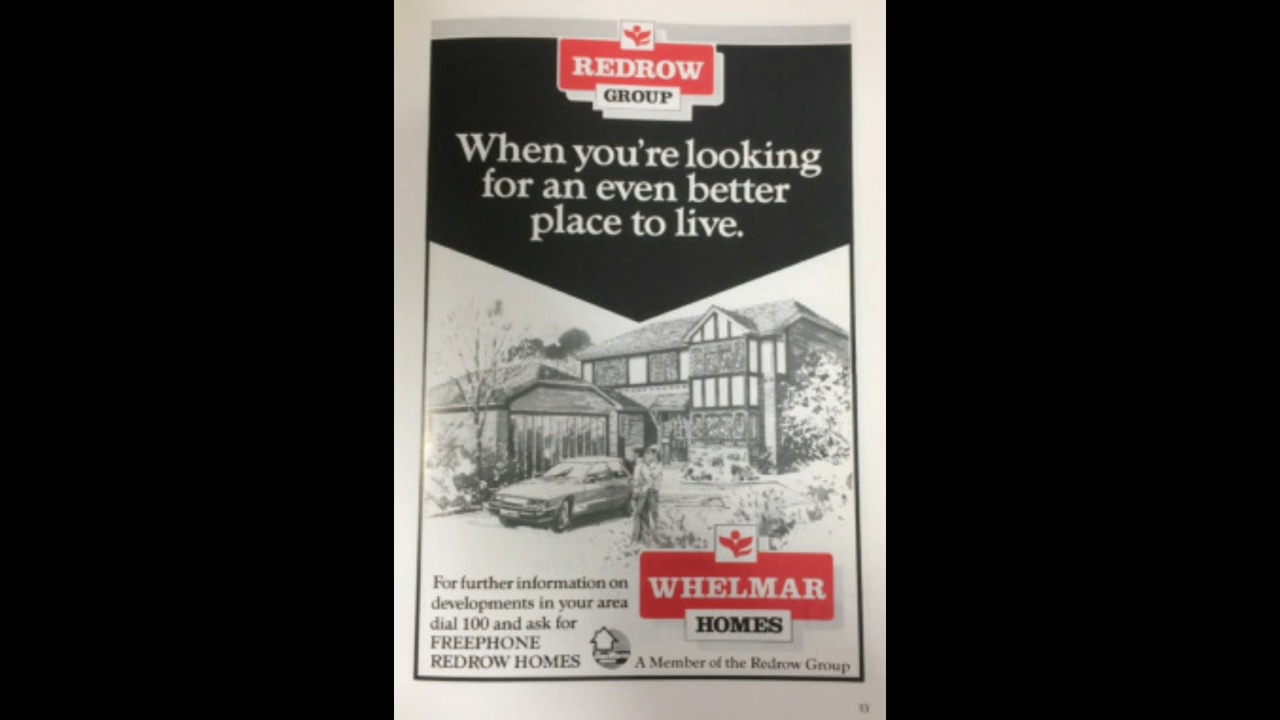 REDROW
GROUP
When you're looking
for an even better
place to live.
For further information on
developments in your area
dial 100 and ask for
FREEPHONE
REDROW HOMES
WHELMAR
HOMES
A Member of the Redrow Group
13